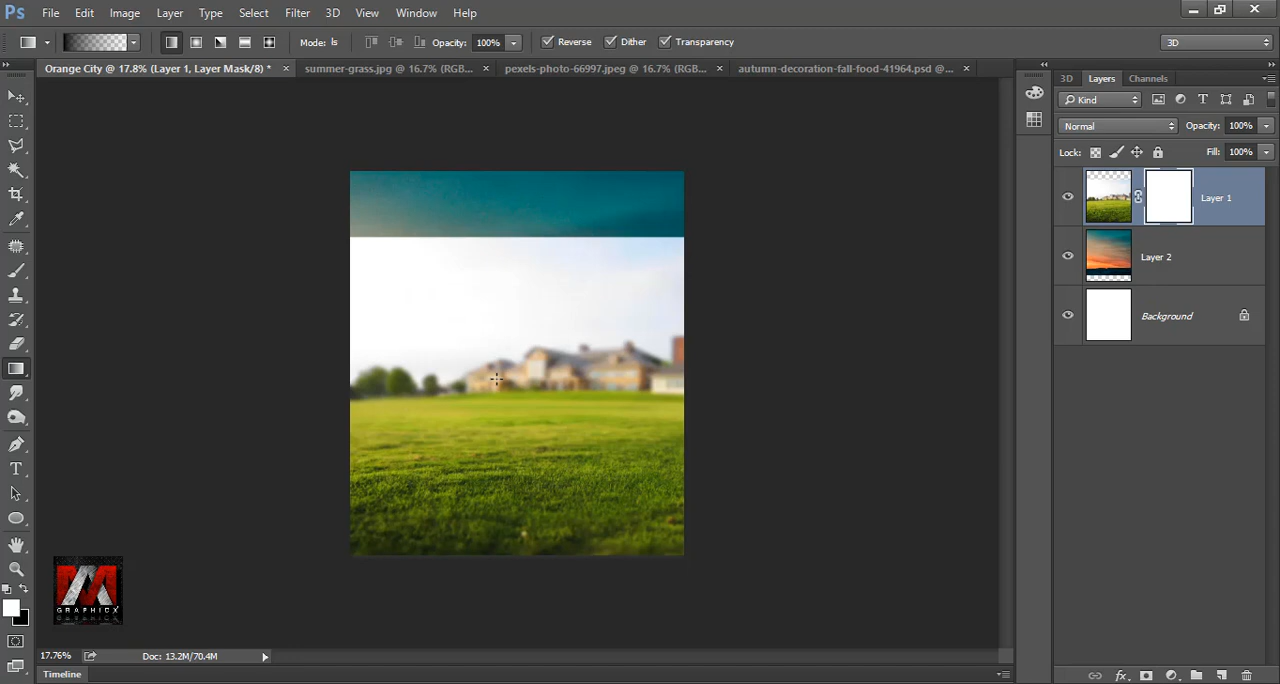 Ps File Edit Image Layer Type Select Filter 3D View Window Help
Mode: Opacity: 100% Reverse Dither Transparency 3D
Orange City @ 17.8% (Layer 1, Layer Mask/8) * × summer-grass.jpg @ 16.7% (RGB... × pexels-photo-66997.jpeg @ 16.7% (RGB... × autumn-decoration-fall-food-41964.psd @... ×
3D Layers Channels
Kind
Normal Opacity: 100%
Lock: Fill: 100%
Layer 1
Layer 2
Background
T
GRAPHICX
17.76% Doc: 13.2M/70.4M
fx
Timeline